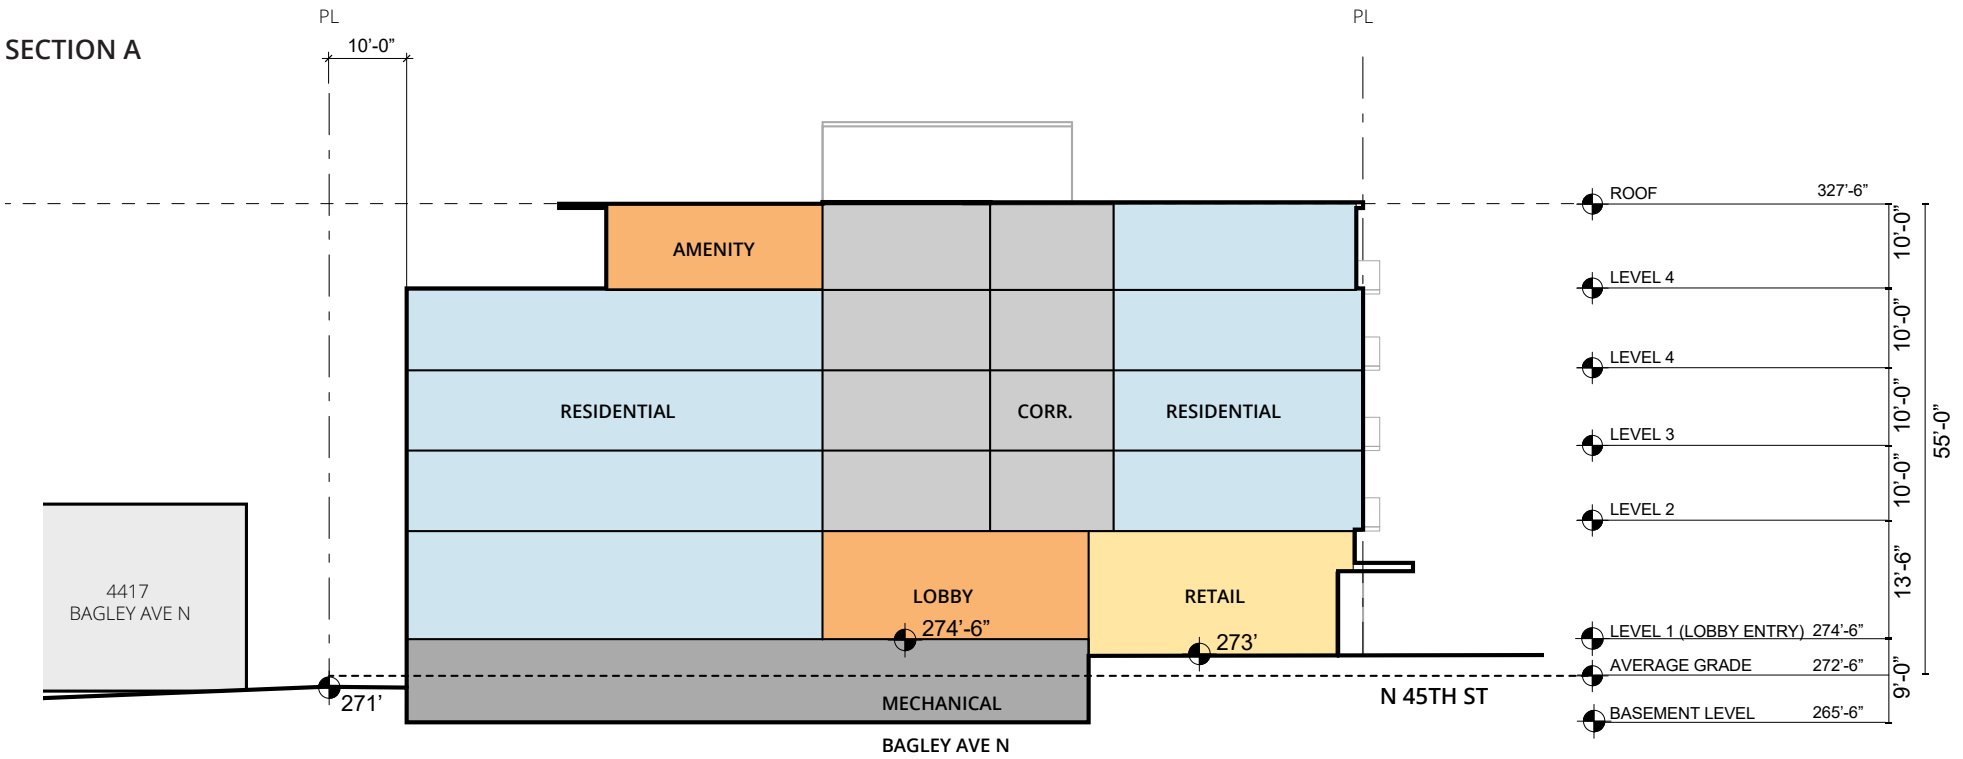 PL
PL
SECTION A
10'-0”
ROOF 327'-6”
10'-0”
AMENITY
LEVEL 4
10'-0”
LEVEL 4
RESIDENTIAL
CORR.
RESIDENTIAL
10'-0”
55'-0”
LEVEL 3
10'-0”
LEVEL 2
4417
BAGLEY AVE N
LOBBY
RETAIL
13'-6”
274'-6”
273'
LEVEL 1 (LOBBY ENTRY) 274'-6”
AVERAGE GRADE 272'-6”
9'-0”
271'
MECHANICAL
N 45TH ST
BASEMENT LEVEL 265'-6”
BAGLEY AVE N